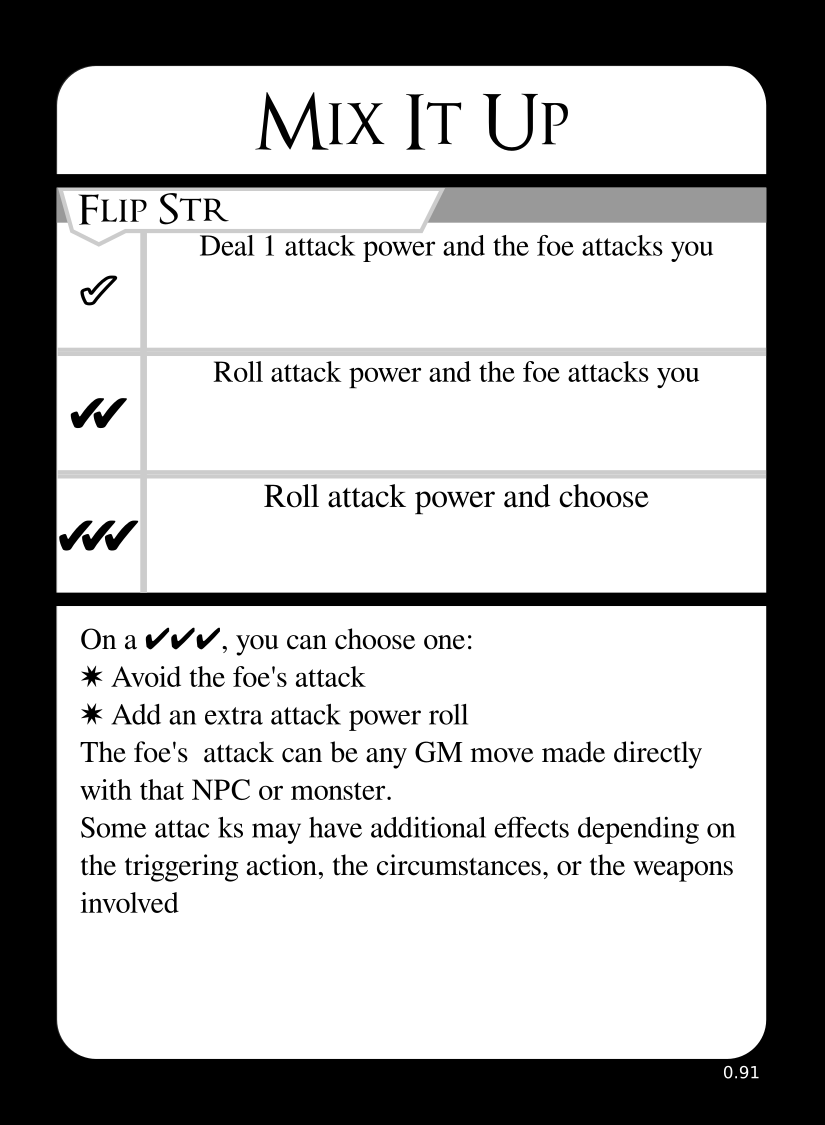 Mix It Up
Flip Str
Deal 1 attack power and the foe attacks you
✓
Roll attack power and the foe attacks you
✔✔
Roll attack power and choose
✔✔✔
On a ✔✔✔, you can choose one:
✷ Avoid the foe's attack
✷ Add an extra attack power roll
The foe's  attack can be any GM move made directly
with that NPC or monster.
Some attac ks may have additional effects depending on
the triggering action, the circumstances, or the weapons
involved
0.91